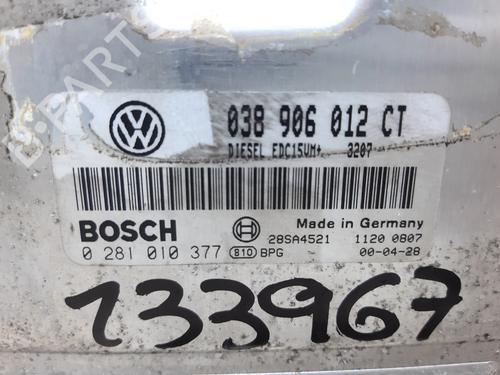 038 906 012 CT
DIESEL EDC15VM+ 3207
BOSCH
Made in Germany
28SA4521 1120 0807
0 281 010 377 810 BPG 00-04-28
133967